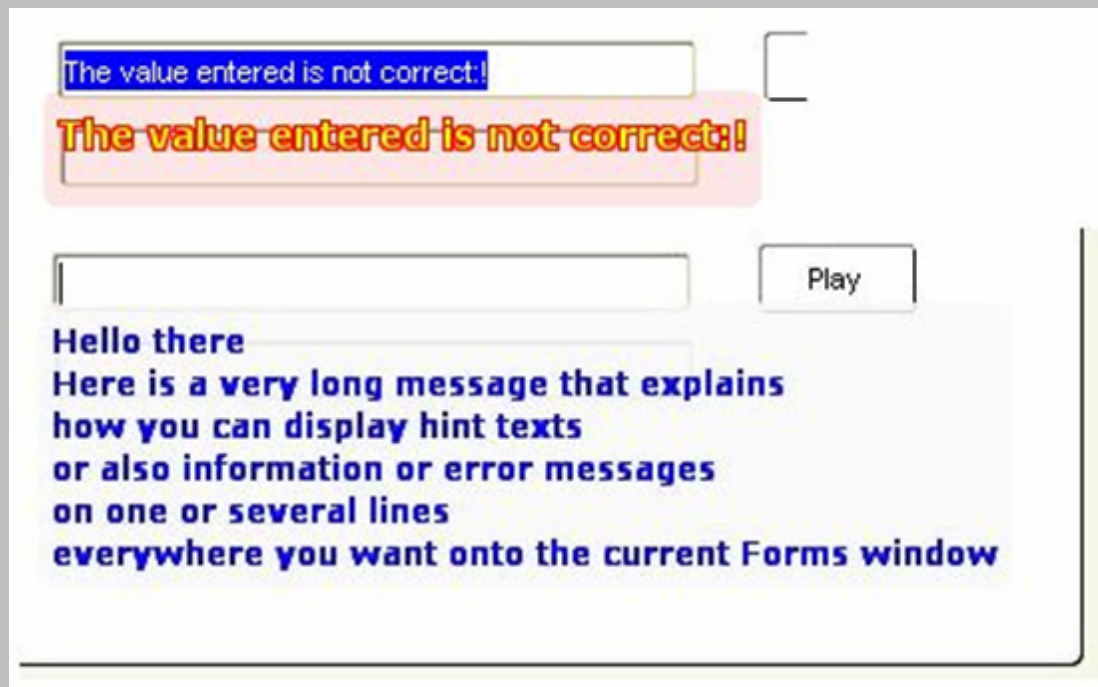 The value entered is not correct:!
The value entered is not correct:!
Play
Hello there
Here is a very long message that explains
how you can display hint texts
or also information or error messages
on one or several lines
everywhere you want onto the current Forms window